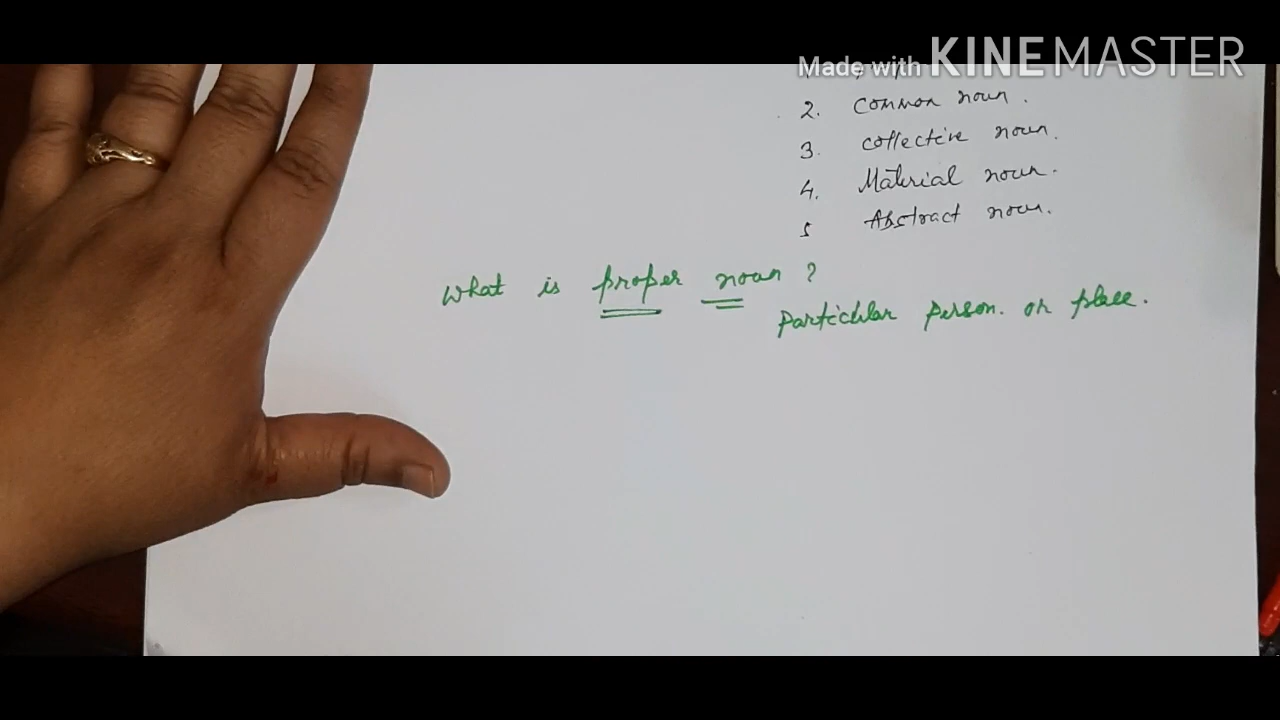 Made with KINEMASTER
2. Common noun.
3. Collective noun.
4. Material noun.
5 Abstract noun.
What is proper noun ?
Particular person. or place.